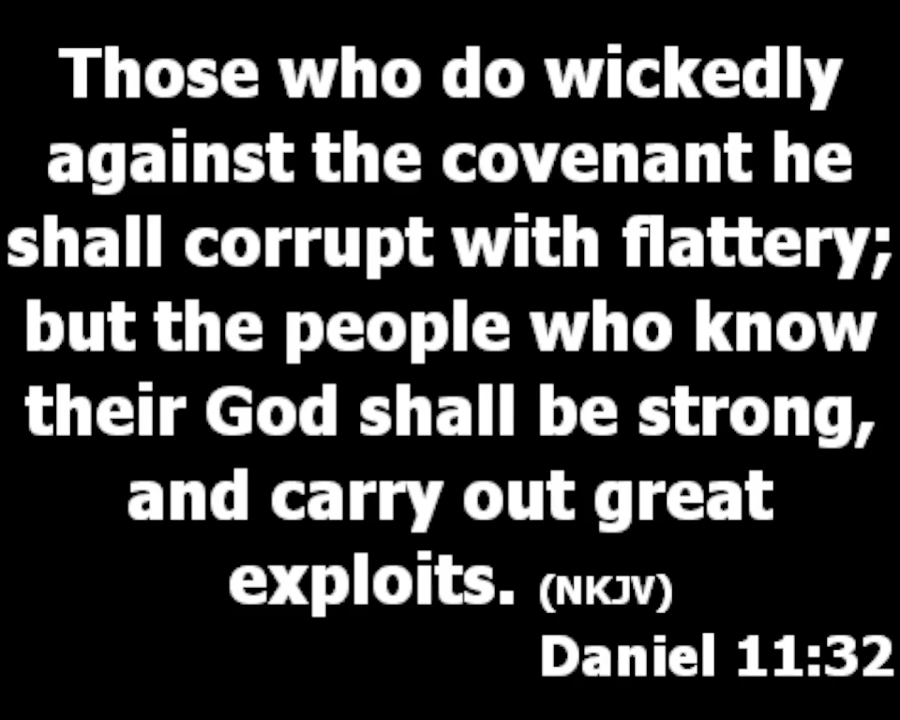 Those who do wickedly
against the covenant he
shall corrupt with flattery;
but the people who know
their God shall be strong,
and carry out great
exploits. (NKJV)
Daniel 11:32